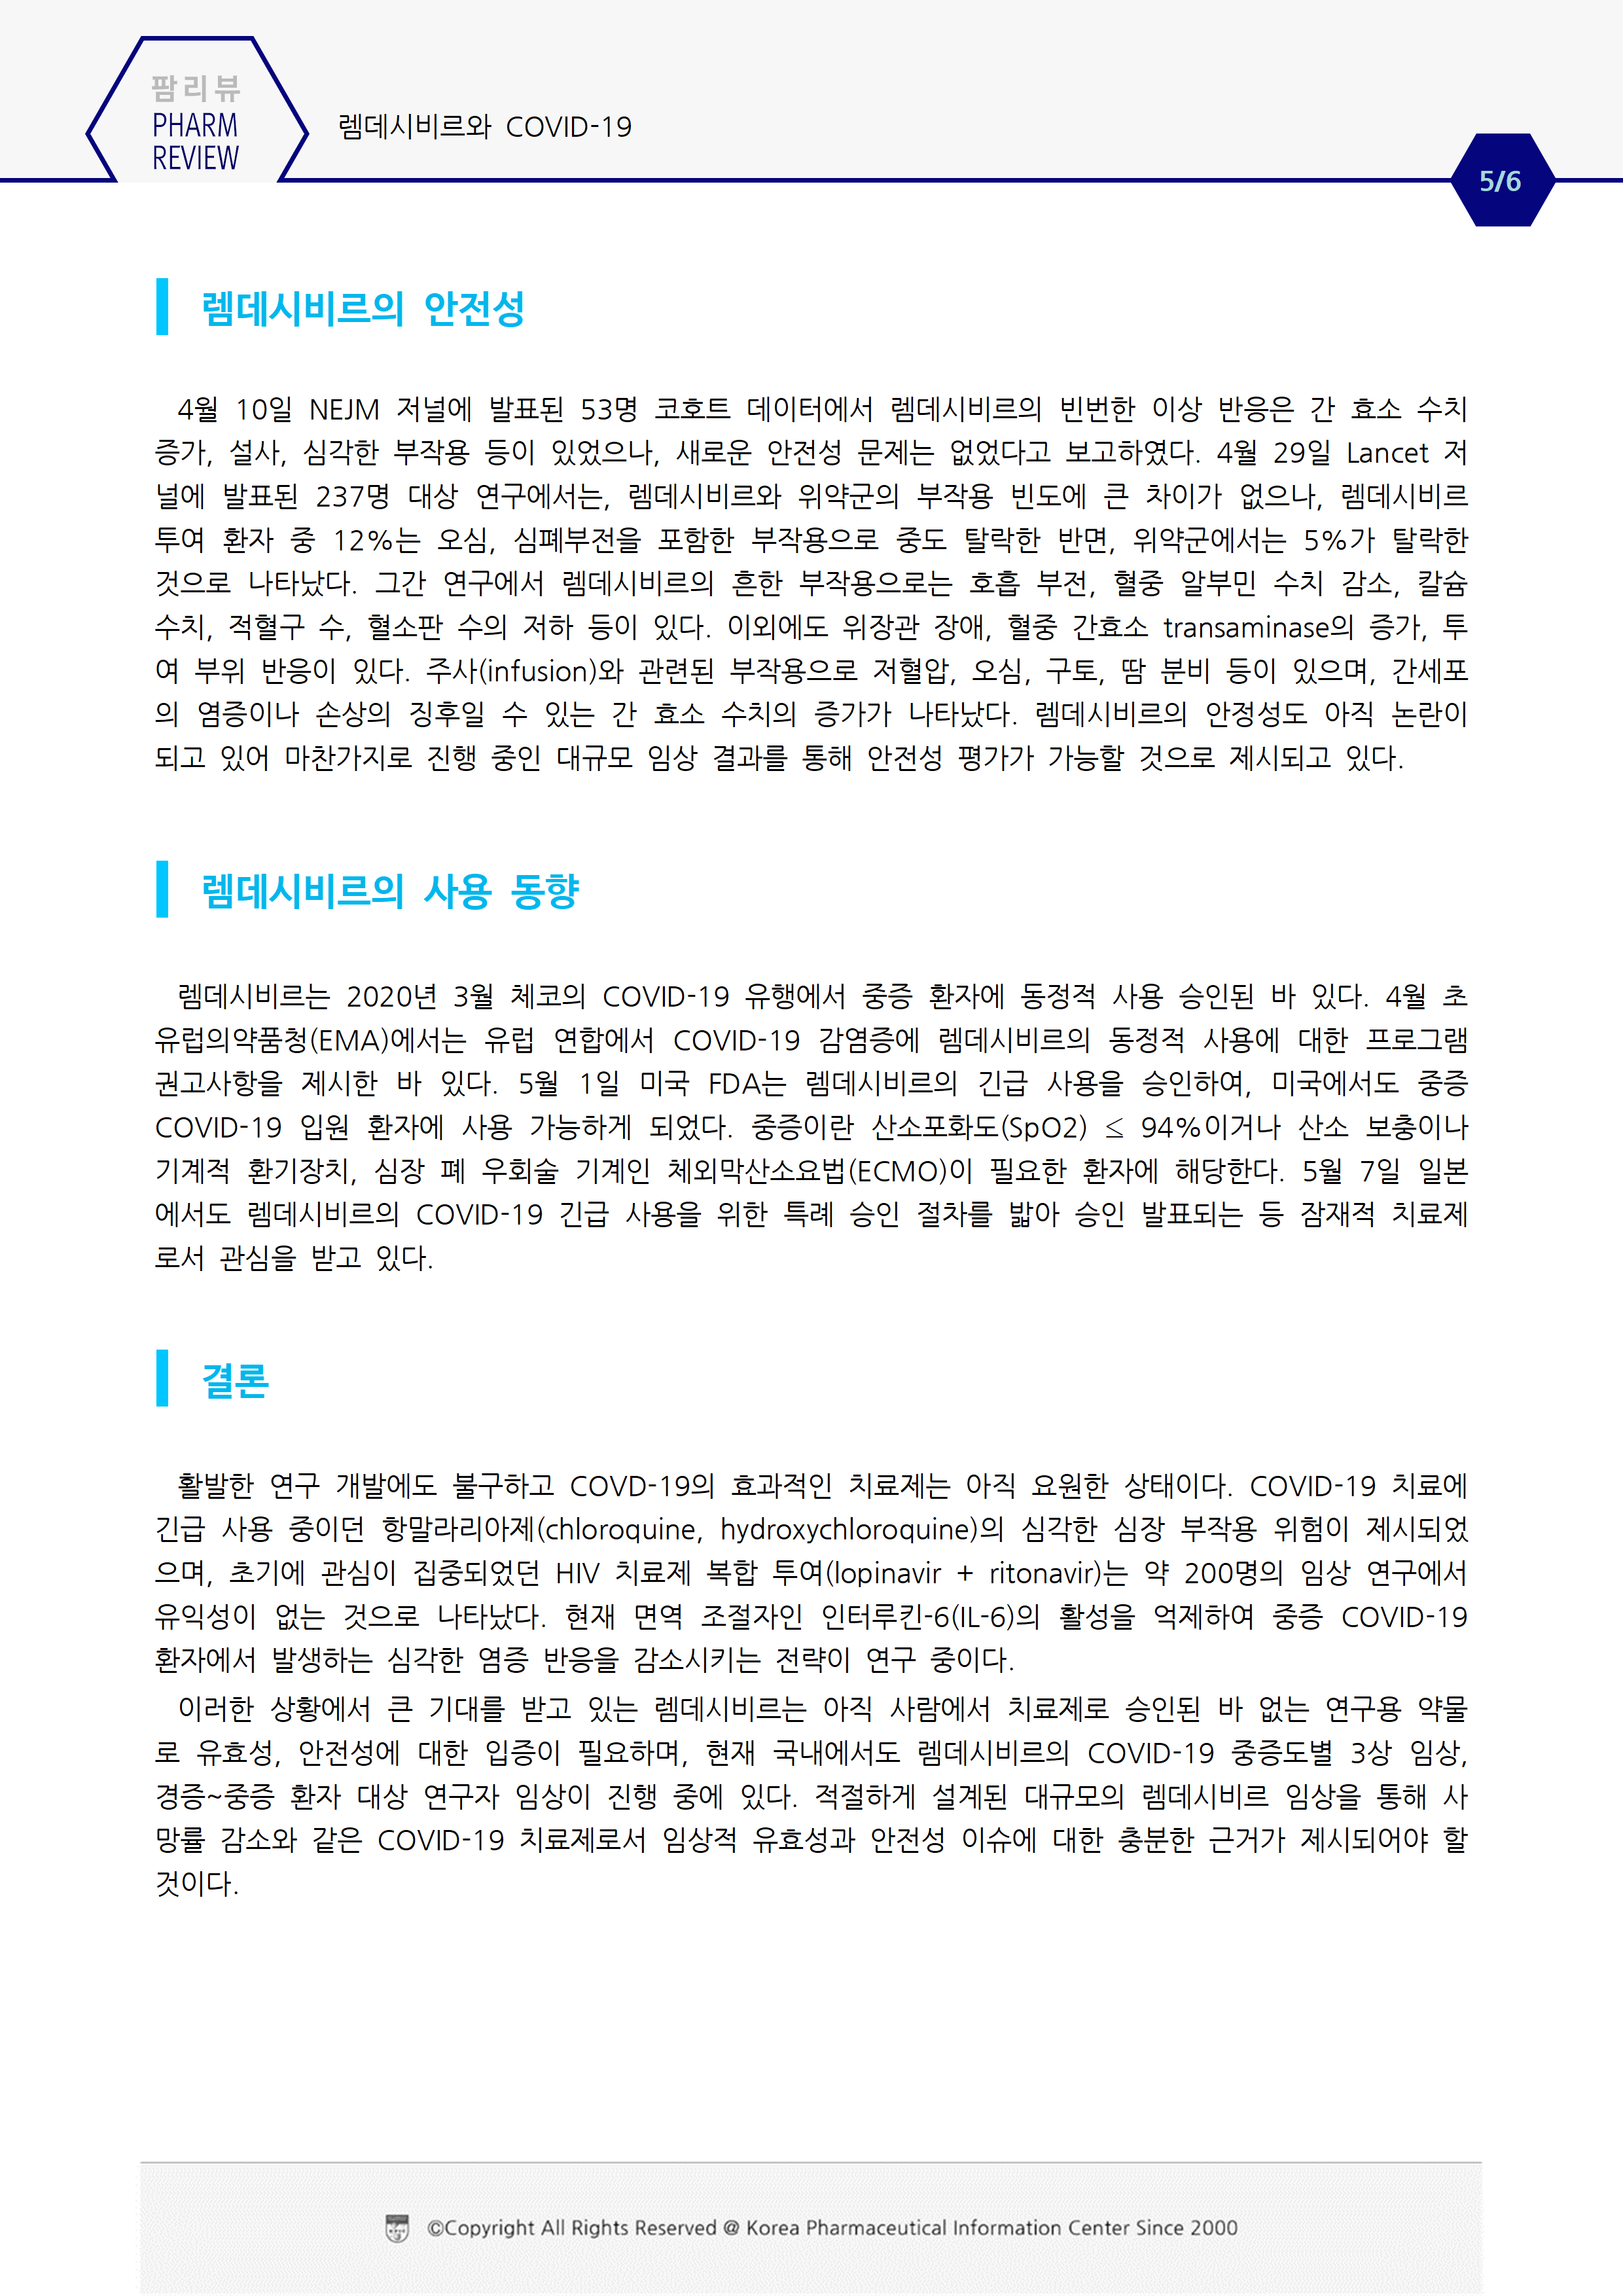 팜리뷰
PHARM
REVIEW
렘데시비르와 COVID-19
5/6
렘데시비르의 안전성
4월 10일 NEJM 저널에 발표된 53명 코호트 데이터에서 렘데시비르의 빈번한 이상 반응은 간 효소 수치
증가, 설사, 심각한 부작용 등이 있었으나, 새로운 안전성 문제는 없었다고 보고하였다. 4월 29일 Lancet 저
널에 발표된 237명 대상 연구에서는, 렘데시비르와 위약군의 부작용 빈도에 큰 차이가 없으나, 렘데시비르
투여 환자 중 12%는 오심, 심폐부전을 포함한 부작용으로 중도 탈락한 반면, 위약군에서는 5%가 탈락한
것으로 나타났다. 그간 연구에서 렘데시비르의 흔한 부작용으로는 호흡 부전, 혈중 알부민 수치 감소, 칼슘
수치, 적혈구 수, 혈소판 수의 저하 등이 있다. 이외에도 위장관 장애, 혈중 간효소 transaminase의 증가, 투
여 부위 반응이 있다. 주사(infusion)와 관련된 부작용으로 저혈압, 오심, 구토, 땀 분비 등이 있으며, 간세포
의 염증이나 손상의 징후일 수 있는 간 효소 수치의 증가가 나타났다. 렘데시비르의 안정성도 아직 논란이
되고 있어 마찬가지로 진행 중인 대규모 임상 결과를 통해 안전성 평가가 가능할 것으로 제시되고 있다.
렘데시비르의 사용 동향
렘데시비르는 2020년 3월 체코의 COVID-19 유행에서 중증 환자에 동정적 사용 승인된 바 있다. 4월 초
유럽의약품청(EMA)에서는 유럽 연합에서 COVID-19 감염증에 렘데시비르의 동정적 사용에 대한 프로그램
권고사항을 제시한 바 있다. 5월 1일 미국 FDA는 렘데시비르의 긴급 사용을 승인하여, 미국에서도 중증
COVID-19 입원 환자에 사용 가능하게 되었다. 중증이란 산소포화도(SpO2) ≤ 94%이거나 산소 보충이나
기계적 환기장치, 심장 폐 우회술 기계인 체외막산소요법(ECMO)이 필요한 환자에 해당한다. 5월 7일 일본
에서도 렘데시비르의 COVID-19 긴급 사용을 위한 특례 승인 절차를 밟아 승인 발표되는 등 잠재적 치료제
로서 관심을 받고 있다.
결론
활발한 연구 개발에도 불구하고 COVD-19의 효과적인 치료제는 아직 요원한 상태이다. COVID-19 치료에
긴급 사용 중이던 항말라리아제(chloroquine, hydroxychloroquine)의 심각한 심장 부작용 위험이 제시되었
으며, 초기에 관심이 집중되었던 HIV 치료제 복합 투여(lopinavir + ritonavir)는 약 200명의 임상 연구에서
유익성이 없는 것으로 나타났다. 현재 면역 조절자인 인터루킨-6(IL-6)의 활성을 억제하여 중증 COVID-19
환자에서 발생하는 심각한 염증 반응을 감소시키는 전략이 연구 중이다.
이러한 상황에서 큰 기대를 받고 있는 렘데시비르는 아직 사람에서 치료제로 승인된 바 없는 연구용 약물
로 유효성, 안전성에 대한 입증이 필요하며, 현재 국내에서도 렘데시비르의 COVID-19 중증도별 3상 임상,
경증~중증 환자 대상 연구자 임상이 진행 중에 있다. 적절하게 설계된 대규모의 렘데시비르 임상을 통해 사
망률 감소와 같은 COVID-19 치료제로서 임상적 유효성과 안전성 이슈에 대한 충분한 근거가 제시되어야 할
것이다.
©Copyright All Rights Reserved @ Korea Pharmaceutical Information Center Since 2000